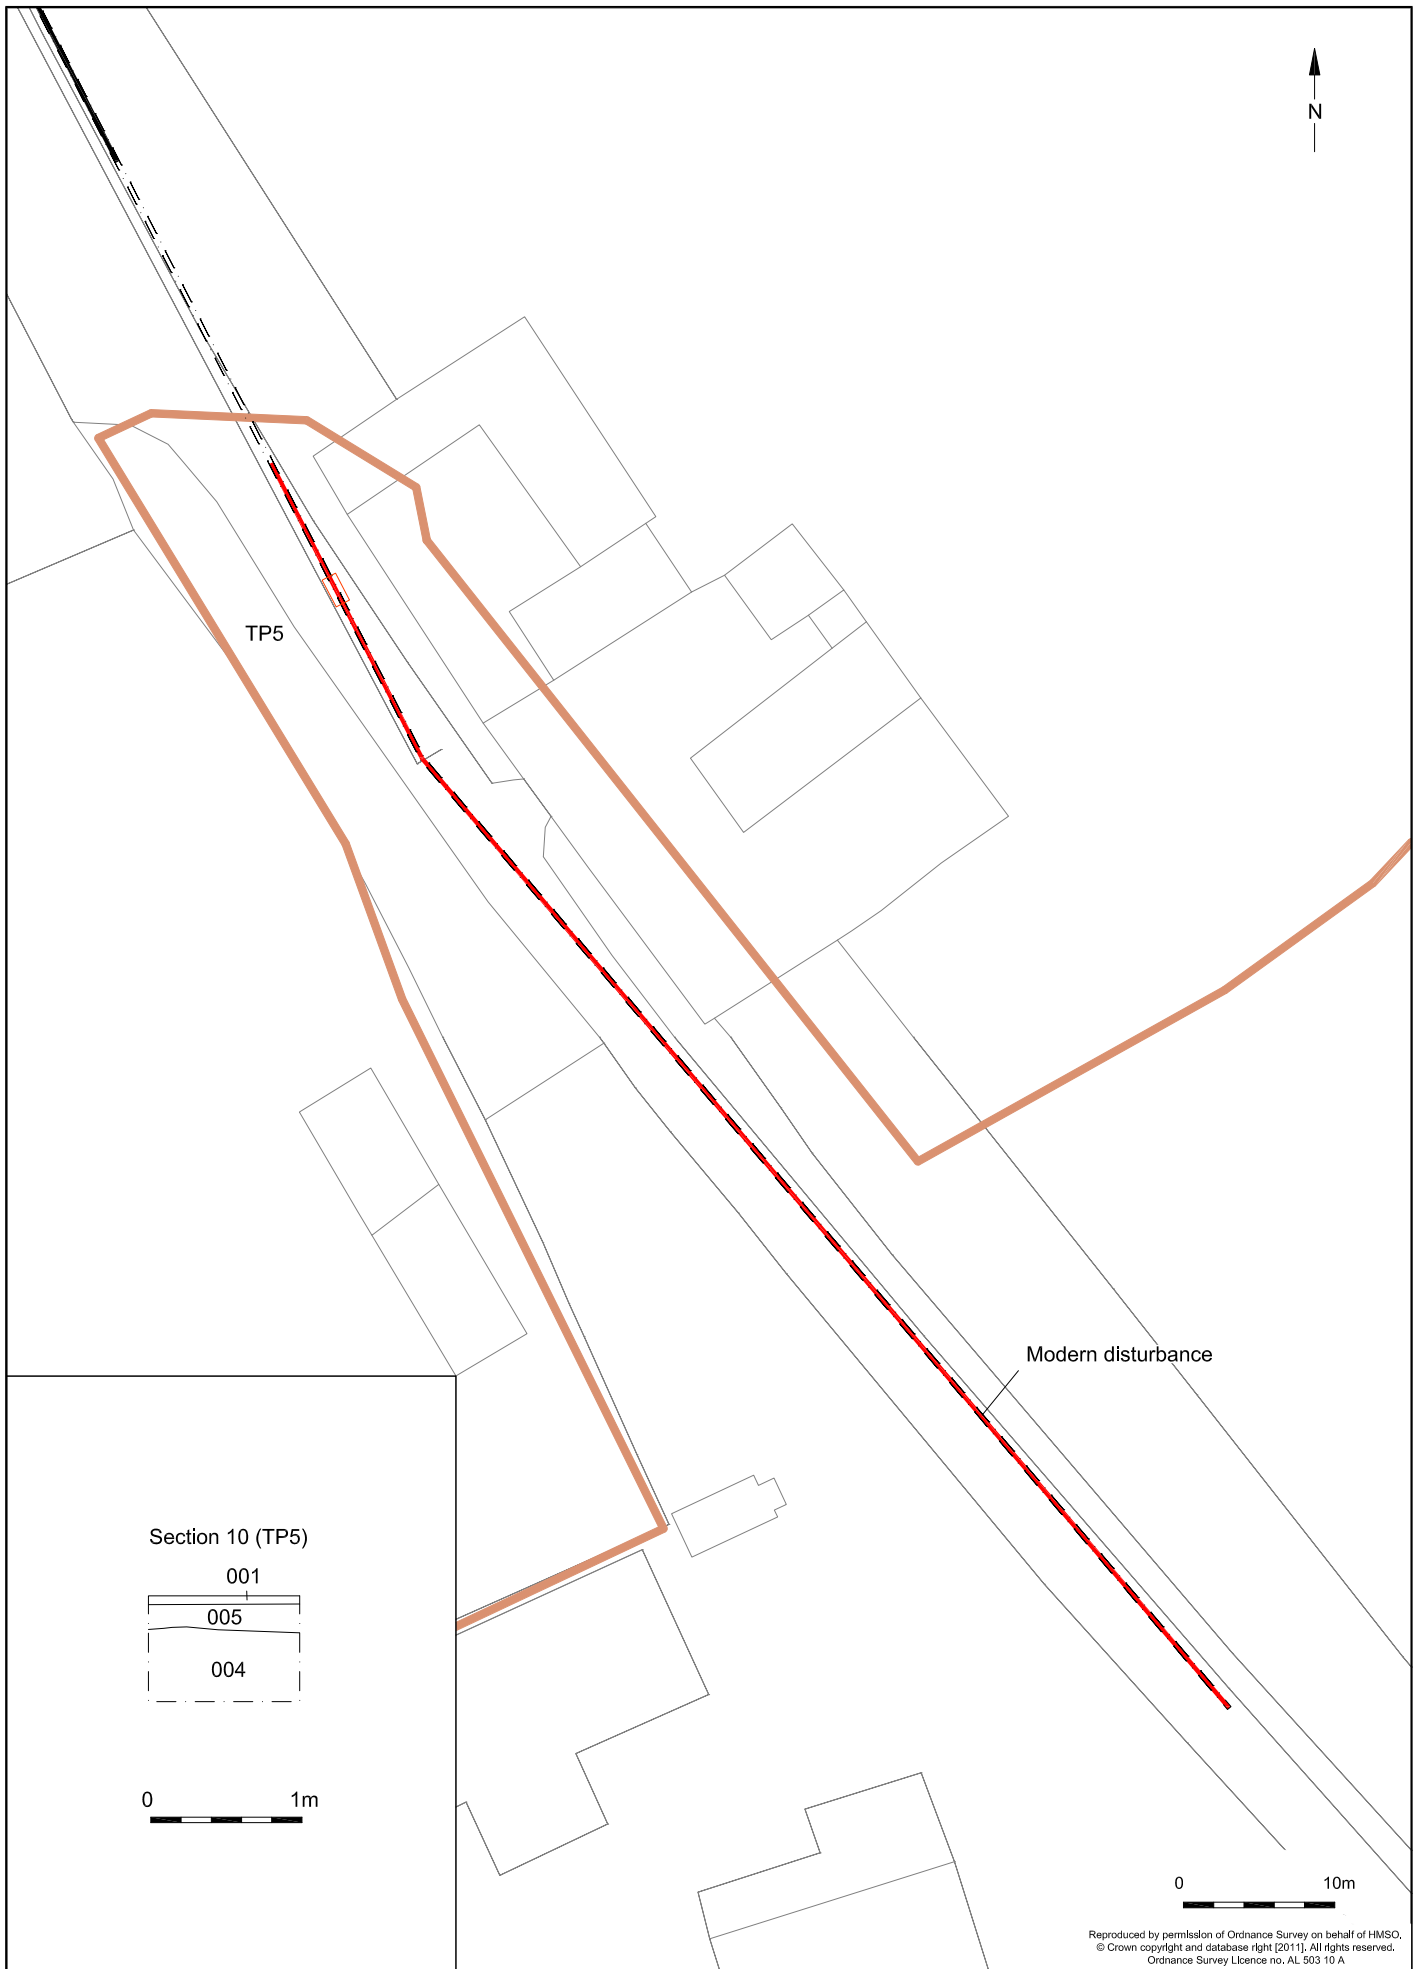 N
TP5
Modern disturbance
Section 10 (TP5)
001
005
004
0 1m
0 10m
Reproduced by permission of Ordnance Survey on behalf of HMSO.
© Crown copyright and database right [2011]. All rights reserved.
Ordnance Survey Licence no. AL 503 10 A